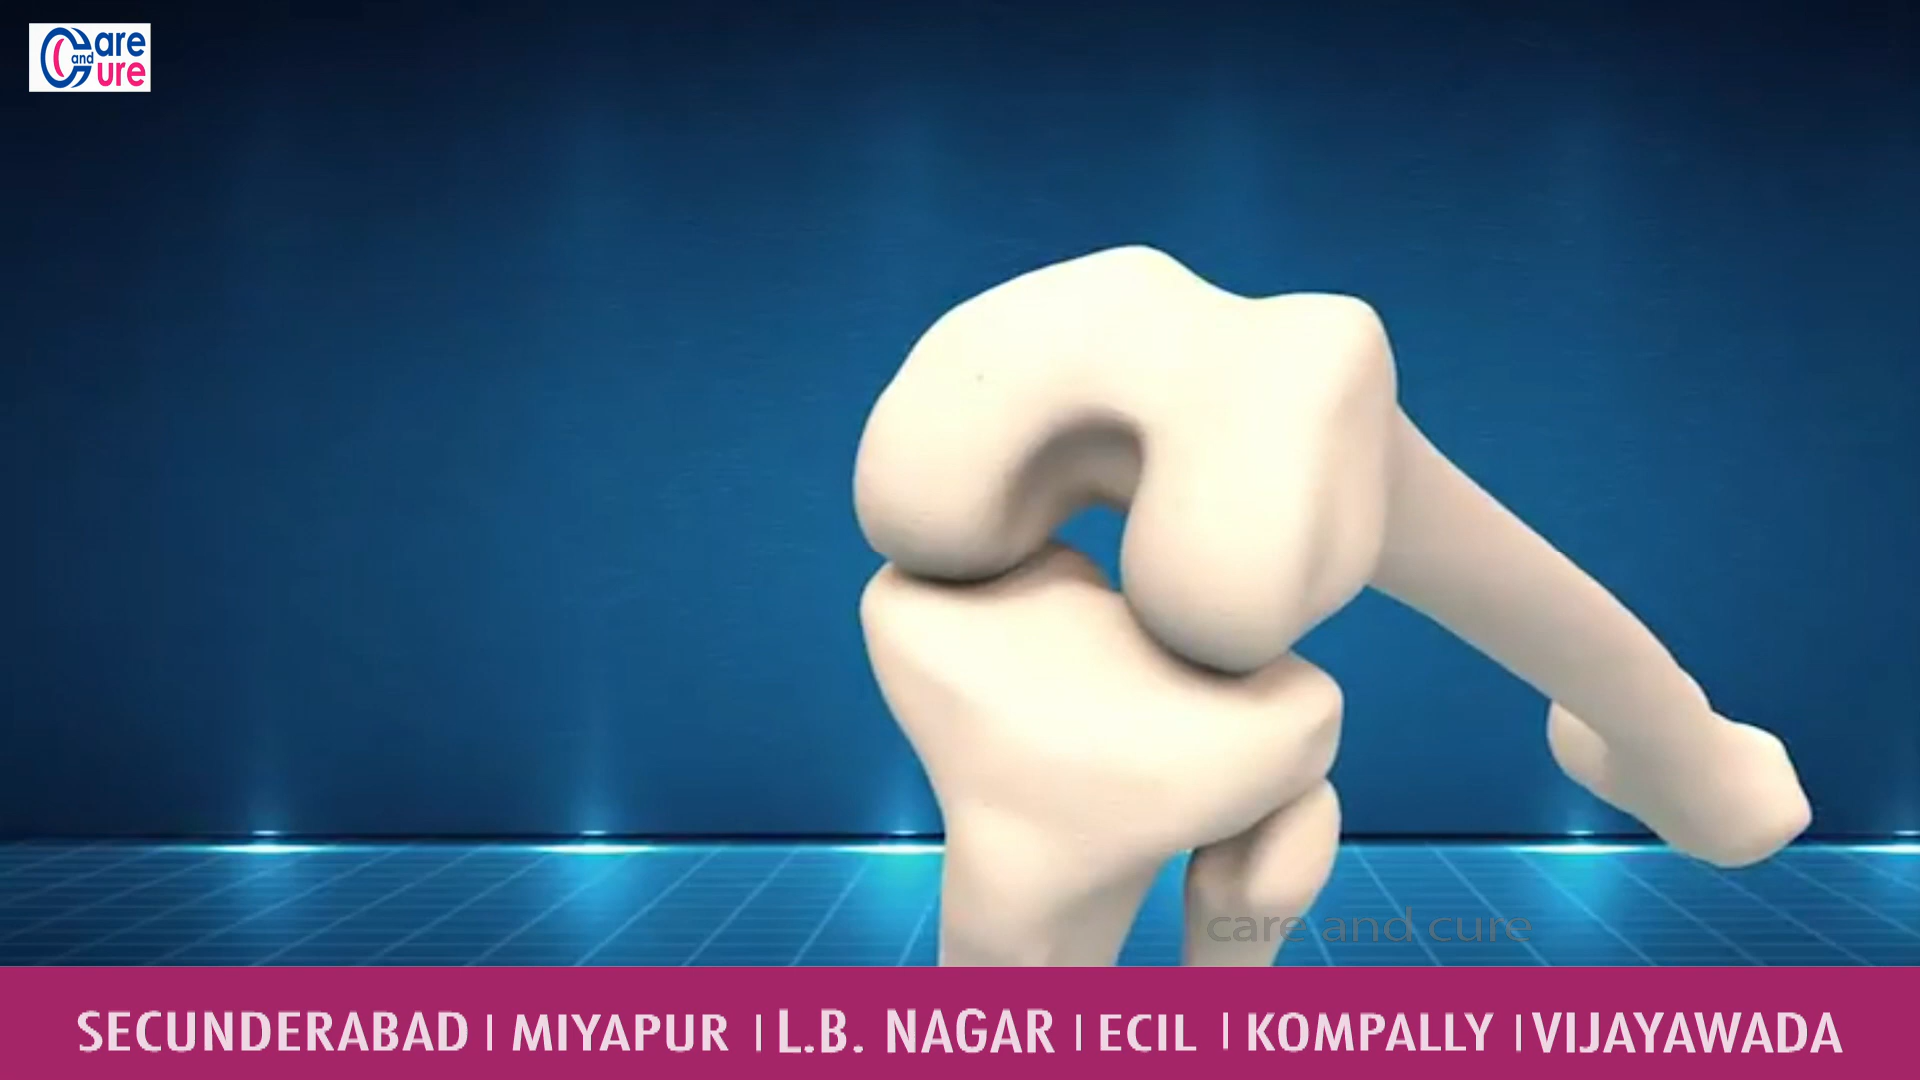 Care
and
Cure
care and cure
SECUNDERABAD | MIYAPUR | L.B. NAGAR | ECIL | KOMPALLY | VIJAYAWADA